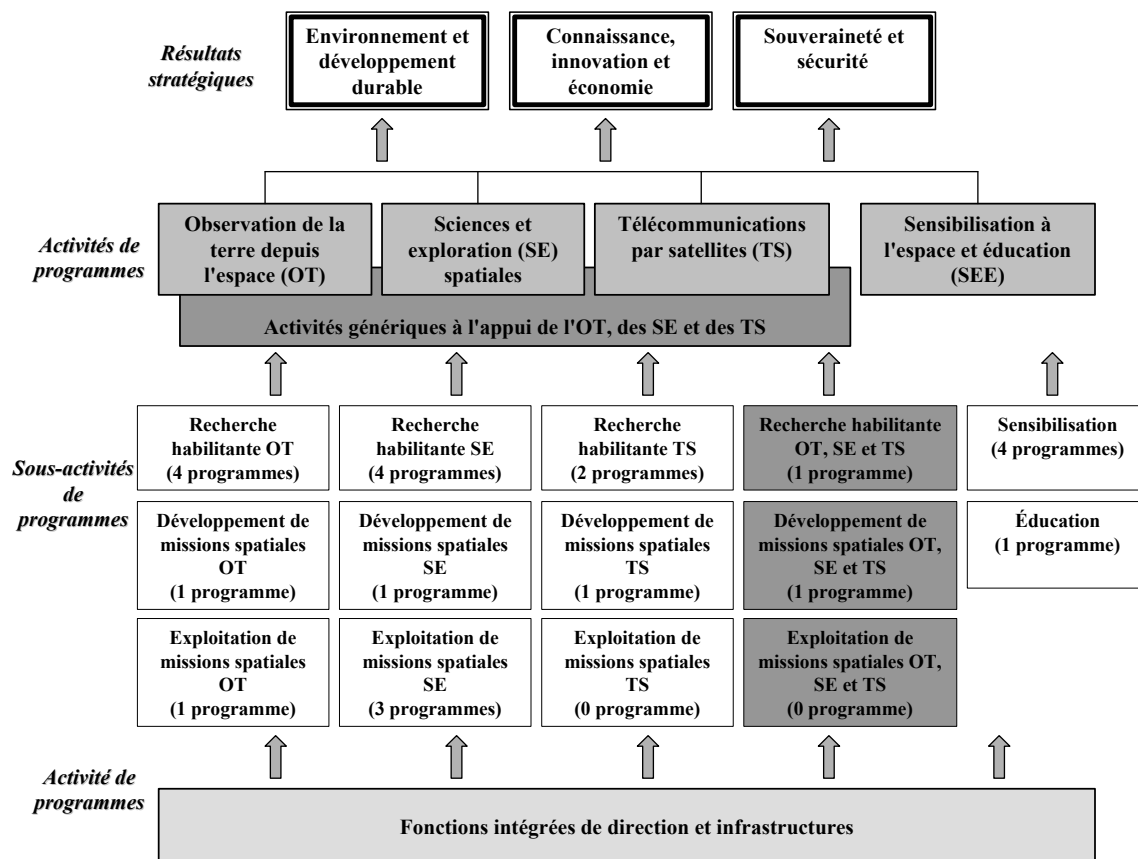 Résultats
stratégiques
Environnement et
développement
durable
Connaissance,
innovation et
économie
Souveraineté et
sécurité
Activités de
programmes
Observation de la
terre depuis
l'espace (OT)
Sciences et
exploration (SE)
spatiales
Télécommunications
par satellites (TS)
Sensibilisation à
l'espace et éducation
(SEE)
Activités génériques à l'appui de l'OT, des SE et des TS
Sous-activités
de
programmes
Recherche
habilitante OT
(4 programmes)
Recherche
habilitante SE
(4 programmes)
Recherche
habilitante TS
(2 programmes)
Recherche habilitante
OT, SE et TS
(1 programme)
Sensibilisation
(4 programmes)
Développement de
missions spatiales
OT
(1 programme)
Développement de
missions spatiales
SE
(1 programme)
Développement de
missions spatiales
TS
(1 programme)
Développement de
missions spatiales OT,
SE et TS
(1 programme)
Éducation
(1 programme)
Exploitation de
missions spatiales
OT
(1 programme)
Exploitation de
missions spatiales
SE
(3 programmes)
Exploitation de
missions spatiales
TS
(0 programme)
Exploitation de
missions spatiales OT,
SE et TS
(0 programme)
Activité de
programmes
Fonctions intégrées de direction et infrastructures